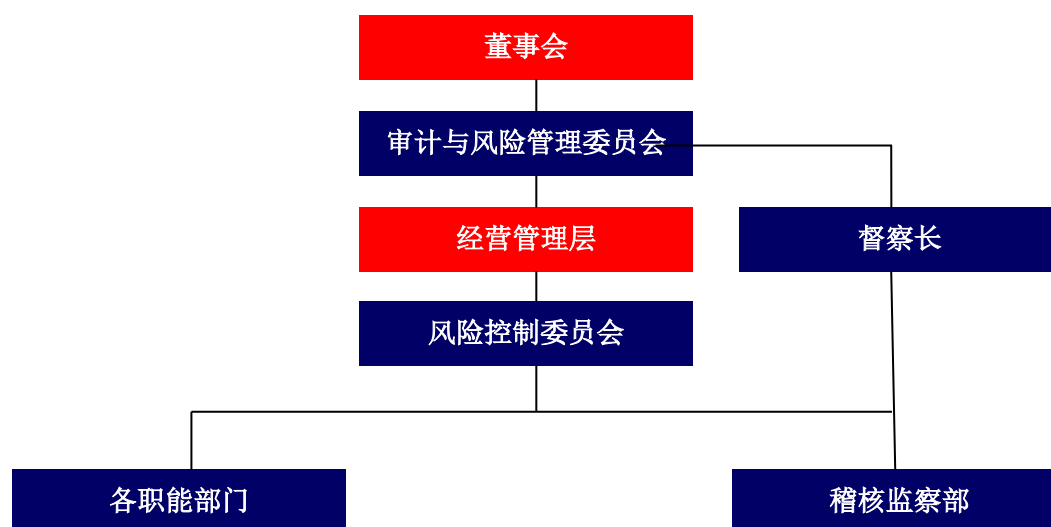 董事会
审计与风险管理委员会
经营管理层
督察长
风险控制委员会
各职能部门
稽核监察部